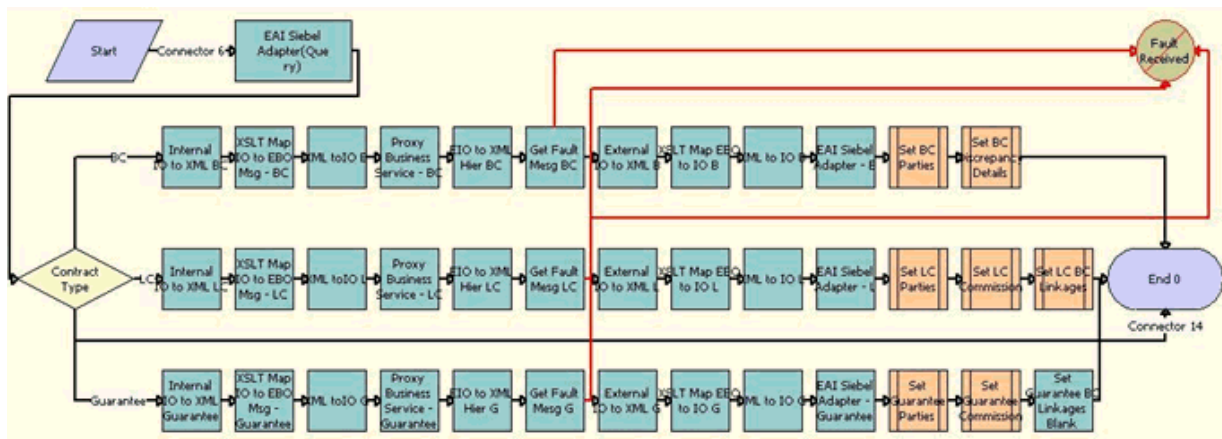 Start
Connector 6
EAI Siebel
Adapter(Que
ry)
Fault
Received
BC
Internal
IO to XML BC
XSLT Map
IO to EBO
Msg - BC
XML toIO B
Proxy
Business
Service - BC
EIO to XML
Hier BC
Get Fault
Mesg BC
External
IO to XML B
XSLT Map EBO
to IO B
XML to IO B
EAI Siebel
Adapter - B
Set BC
Parties
Set BC
Discrepancy
Details
Contract
Type
LC
Internal
IO to XML LC
XSLT Map
IO to EBO
Msg - LC
XML toIO L
Proxy
Business
Service - LC
EIO to XML
Hier LC
Get Fault
Mesg LC
External
IO to XML L
XSLT Map EBO
to IO L
XML to IO L
EAI Siebel
Adapter - L
Set LC
Parties
Set LC
Commission
Set LC BC
Linkages
End 0
Connector 14
Guarantee
Internal
IO to XML
Guarantee
XSLT Map
IO to EBO
Msg -
Guarantee
XML toIO G
Proxy
Business
Service -
Guarantee
EIO to XML
Hier G
Get Fault
Mesg G
External
IO to XML G
XSLT Map EBO
to IO G
XML to IO G
EAI Siebel
Adapter -
Guarantee
Set
Guarantee
Parties
Set
Guarantee
Commission
Set
Guarantee BC
Linkages
Blank